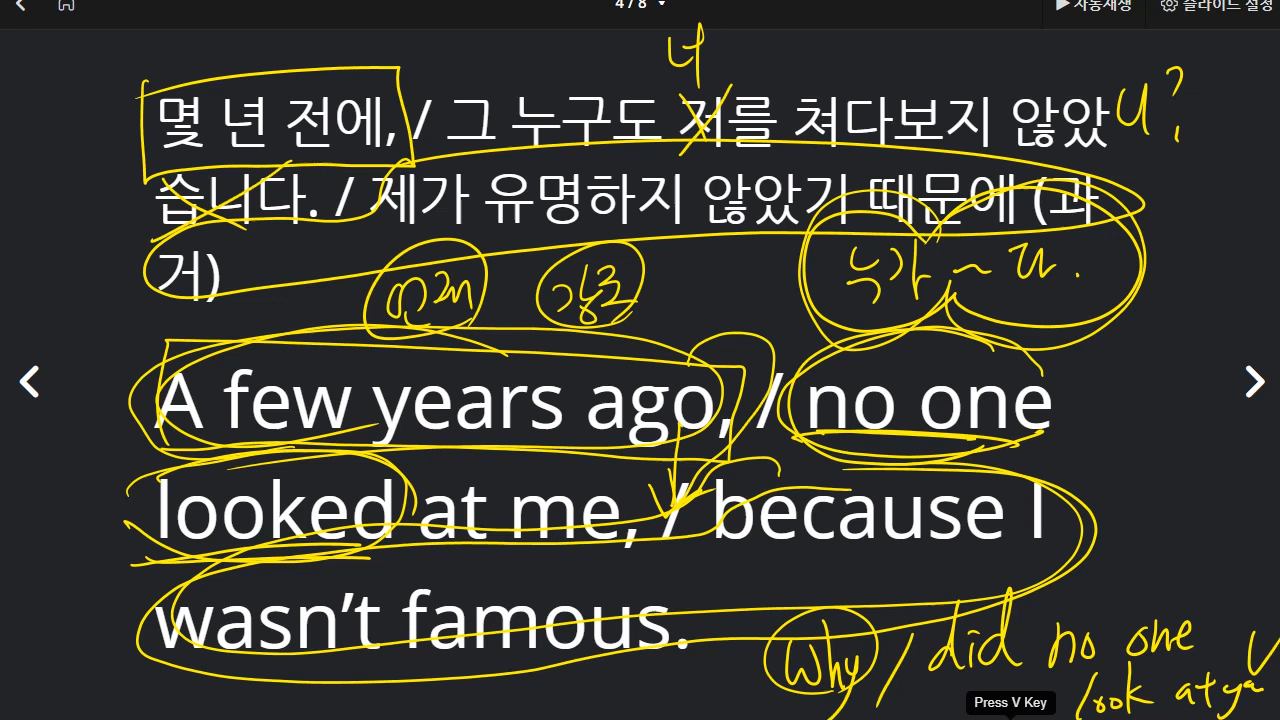 4 / 8
자동재생
슬라이드 설정
너
몇 년 전에, / 그 누구도 저를 쳐다보지 않았 니?
습니다. / 제가 유명하지 않았기 때문에 (과
거)
언제
누가 ~ 다.
A few years ago, / no one
looked at me, / because I
wasn't famous.
Why / did no one
look at
Press V Key